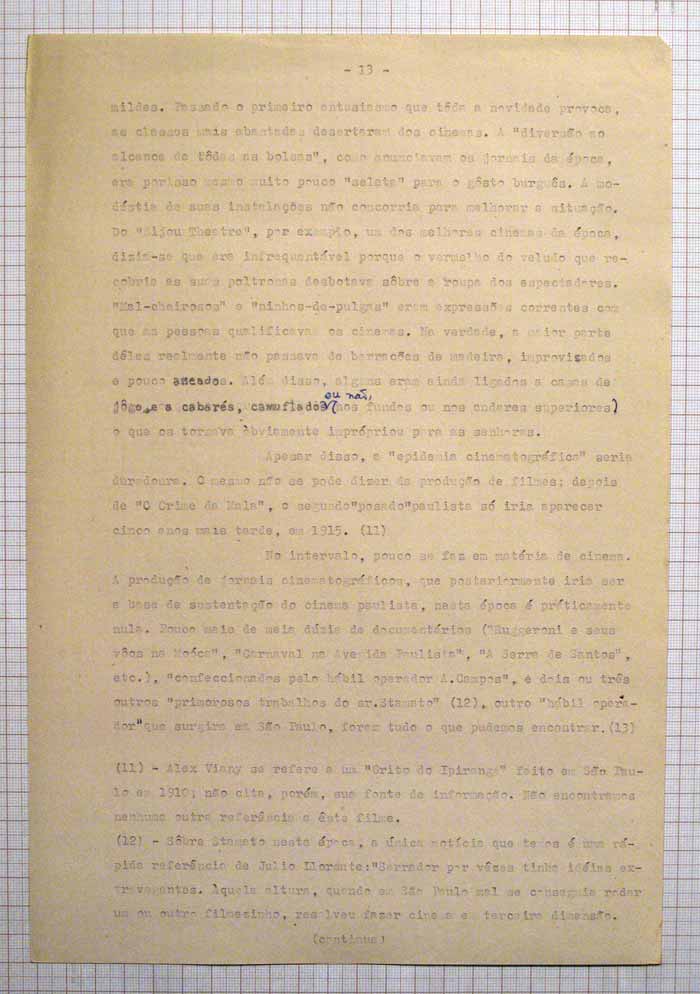 - 13 -
mildes. Passado o primeiro entusiasmo que tôda a novidade provoca,
as classes mais abastadas desertaram dos cinemas. A "diversão ao
alcance de tôdas as bolsas", como anunciavam os jornais da época,
era porisso mesmo muito pouco "seleta" para o gôsto burguês. A mo-
déstia de suas instalações não concorria para melhorar a situação.
Do "Bijou Theatre", por exemplo, um dos melhores cinemas da época,
dizia-se que era infrequentável porque o vermelho do veludo que re-
cobria as suas poltronas desbotava sôbre a roupa dos espectadores.
"Mal-cheirosos" e "ninhos-de-pulgas" eram expressões correntes com
que as pessoas qualificavam os cinemas. Na verdade, a maior parte
dêles realmente não passava de barracões de madeira, improvisados
e pouco asseados. Além disso, alguns eram ainda ligados a casas de
ou não,
jôgo e a cabarés, camuflados (aos fundos ou nos andares superiores)
o que os tornava òbviamente impróprios para as senhoras.
Apesar disso, a "epidemia cinematográfica" seria
duradoura. O mesmo não se pode dizer da produção de filmes; depois
de "O Crime da Mala", o segundo"posado"paulista só iria aparecer
cinco anos mais tarde, em 1915. (11)
No intervalo, pouco se faz em matéria de cinema.
A produção de jornais cinematográficos, que posteriormente iria ser
a base de sustentação do cinema paulista, nesta época é pràticamente
nula. Pouco mais de meia dúzia de documentários ("Ruggeroni e seus
vôos na Moóca", "Carnaval na Avenida Paulista", "A Serra de Santos",
etc.), "confeccionados pelo hábil operador A.Campos", e dois ou três
outros "primorosos trabalhos do sr.Stamato" (12), outro "hábil opera-
dor"que surgira em São Paulo, foram tudo o que pudemos encontrar.(13)
(11) - Alex Viany se refere a um "Grito do Ipiranga" feito em São Pau-
lo em 1910; não cita, porém, sua fonte de informação. Não encontramos
nenhuma outra referência a êste filme.
(12) - Sôbre Stamato nesta época, a única notícia que temos é uma rá-
pida referência de Julio Llorente:"Serrador por vêzes tinha idéias ex-
travagantes. Àquela altura, quando em São Paulo mal se conseguia rodar
um ou outro filmezinho, resolveu fazer cinema em terceira dimensão.
(continua)